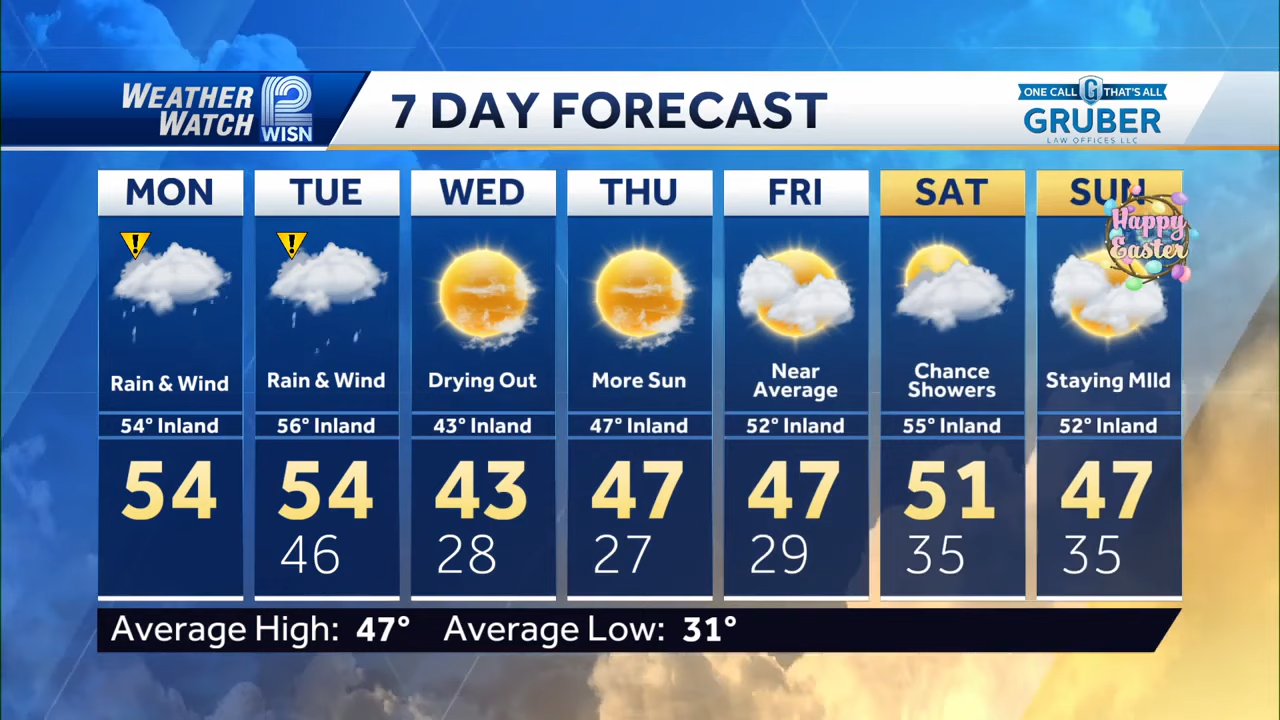 WEATHER
WATCH
12
WISN
7 DAY FORECAST
ONE CALL G THAT'S ALL
GRUBER
LAW OFFICES LLC
MON TUE WED THU FRI SAT SUN
Happy
Easter
! !
Rain & Wind Rain & Wind Drying Out More Sun Near Average Chance Showers Staying MIld
54° Inland 56° Inland 43° Inland 47° Inland 52° Inland 55° Inland 52° Inland
54 54 43 47 47 51 47
46 28 27 29 35 35
Average High: 47° Average Low: 31°